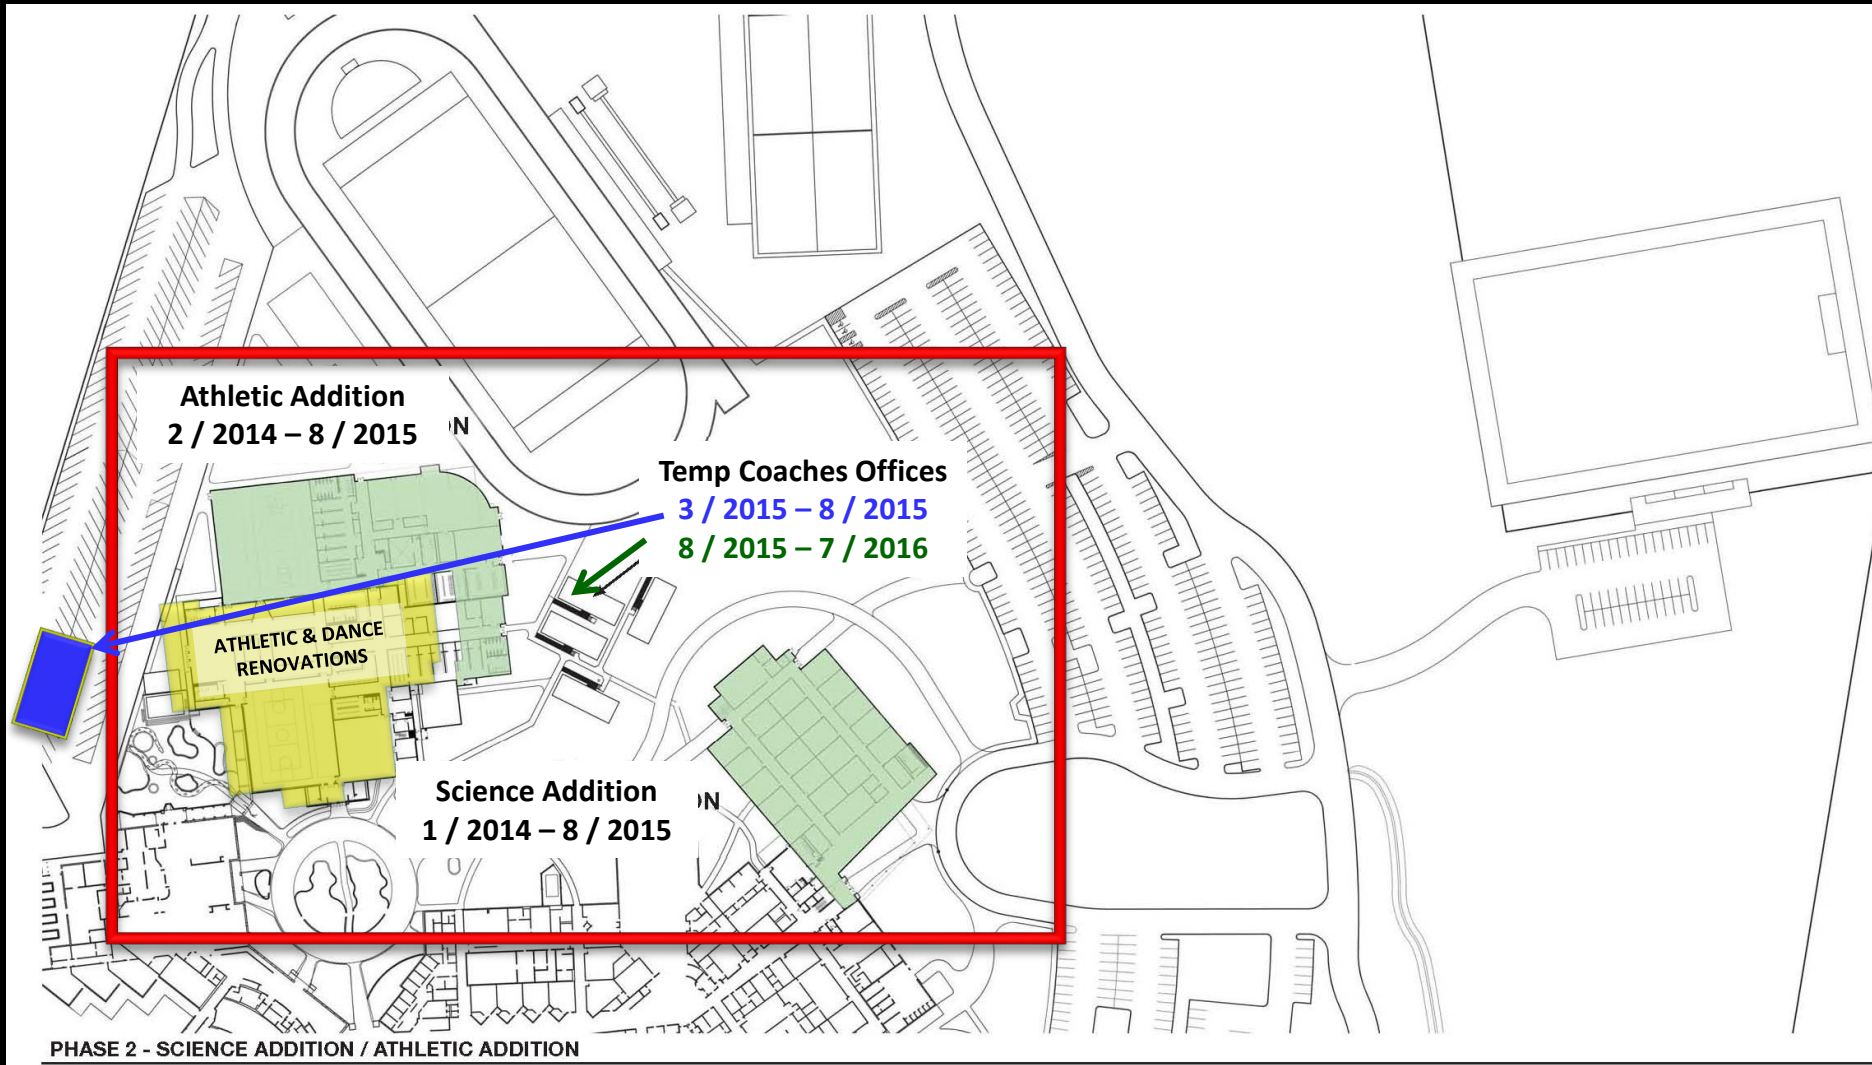 Athletic Addition
2 / 2014 – 8 / 2015
N
Temp Coaches Offices
3 / 2015 – 8 / 2015
8 / 2015 – 7 / 2016
ATHLETIC & DANCE
RENOVATIONS
Science Addition
1 / 2014 – 8 / 2015
N
PHASE 2 - SCIENCE ADDITION / ATHLETIC ADDITION